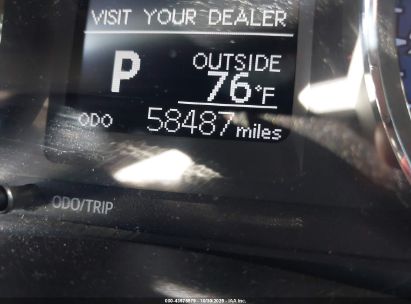 VISIT YOUR DEALER
P
OUTSIDE
76°F
ODO 58487 miles
ODO/TRIP